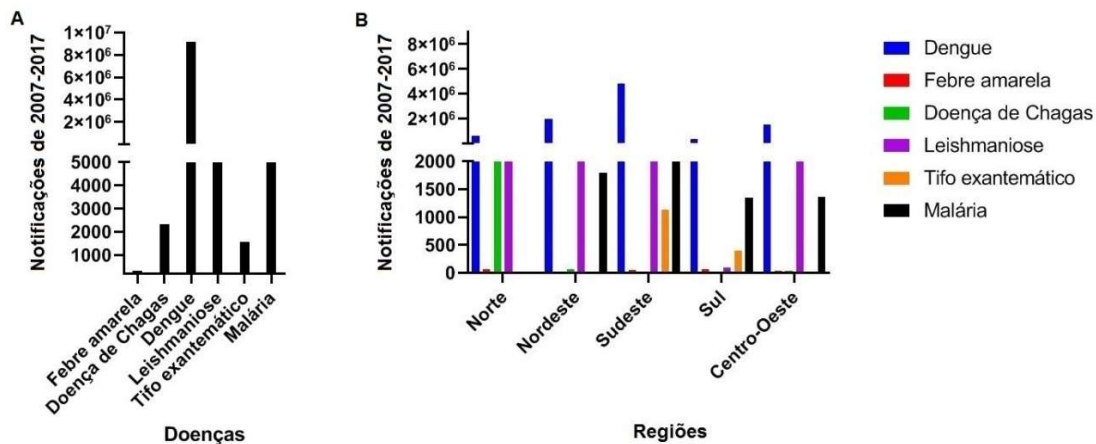 A
Notificações de 2007-2017
1×10⁷
8×10⁶
6×10⁶
4×10⁶
2×10⁶
5000
4000
3000
2000
1000
Febre amarela
Doença de Chagas
Dengue
Leishmaniose
Tifo exantemático
Malária
Doenças
B
Notificações de 2007-2017
8×10⁶
6×10⁶
4×10⁶
2×10⁶
2000
1500
1000
500
0
Norte
Nordeste
Sudeste
Sul
Centro-Oeste
Regiões
Dengue
Febre amarela
Doença de Chagas
Leishmaniose
Tifo exantemático
Malária